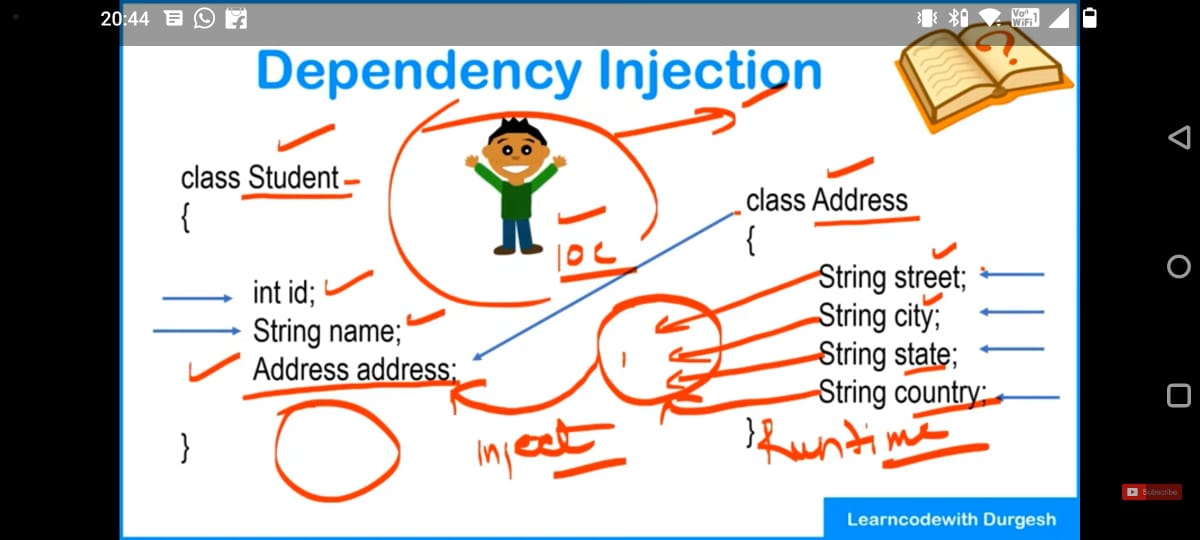 20:44
Vo))
WiFi 1
Dependency Injection
?
class Student
{
int id;
String name;
Address address;
}
IOC
Inject
class Address
{
String street;
String city;
String state;
String country;
}
Runtime
Subscribe
Learncodewith Durgesh